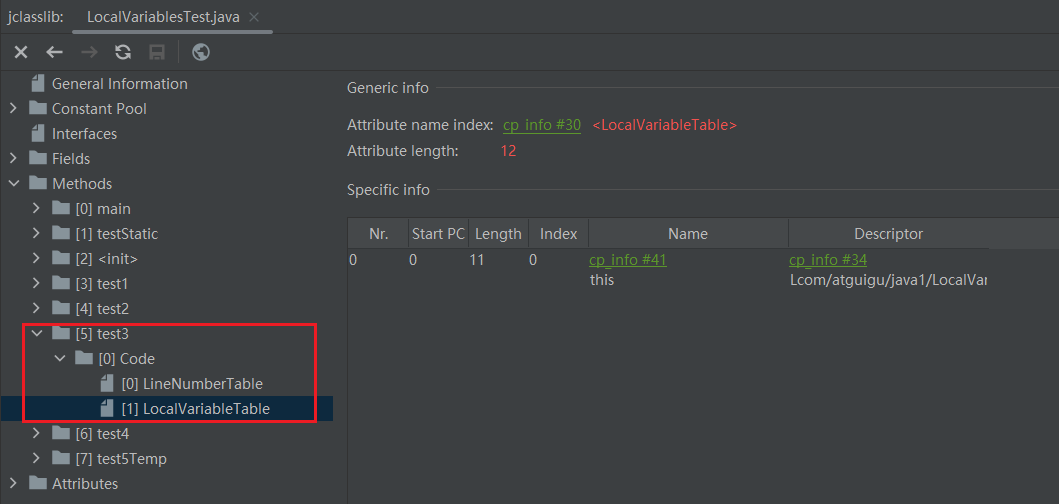 jclasslib: LocalVariablesTest.java
General Information
Constant Pool
Interfaces
Fields
Methods
[0] main
[1] testStatic
[2] <init>
[3] test1
[4] test2
[5] test3
[0] Code
[0] LineNumberTable
[1] LocalVariableTable
[6] test4
[7] test5Temp
Attributes
Generic info
Attribute name index: cp_info #30 <LocalVariableTable>
Attribute length: 12
Specific info
Nr. Start PC Length Index Name Descriptor
0 0 11 0 cp_info #41 cp_info #34
this Lcom/atguigu/java1/LocalVar